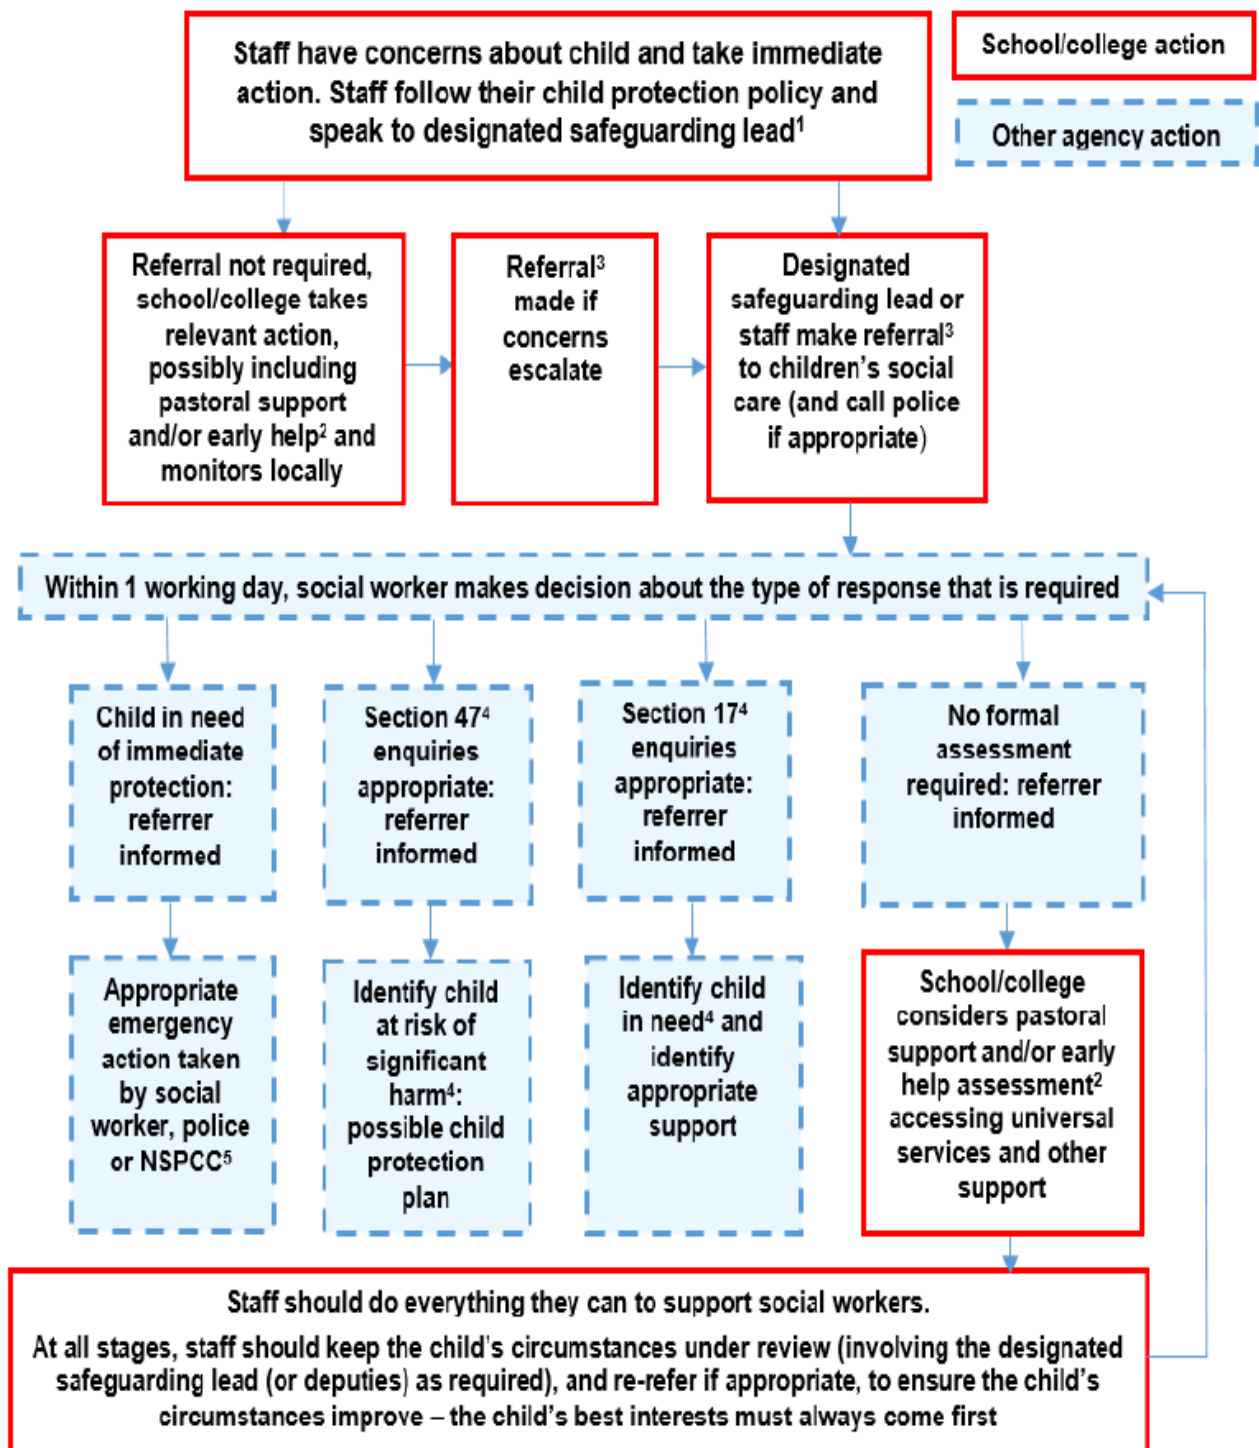 Staff have concerns about child and take immediate
action. Staff follow their child protection policy and
speak to designated safeguarding lead¹
School/college action
Other agency action
Referral not required,
school/college takes
relevant action,
possibly including
pastoral support
and/or early help² and
monitors locally
Referral³
made if
concerns
escalate
Designated
safeguarding lead or
staff make referral³
to children’s social
care (and call police
if appropriate)
Within 1 working day, social worker makes decision about the type of response that is required
Child in need
of immediate
protection:
referrer
informed
Section 47⁴
enquiries
appropriate:
referrer
informed
Section 17⁴
enquiries
appropriate:
referrer
informed
No formal
assessment
required: referrer
informed
Appropriate
emergency
action taken
by social
worker, police
or NSPCC⁵
Identify child
at risk of
significant
harm⁴:
possible child
protection
plan
Identify child
in need⁴ and
identify
appropriate
support
School/college
considers pastoral
support and/or early
help assessment²
accessing universal
services and other
support
Staff should do everything they can to support social workers.
At all stages, staff should keep the child’s circumstances under review (involving the designated
safeguarding lead (or deputies) as required), and re-refer if appropriate, to ensure the child’s
circumstances improve – the child’s best interests must always come first